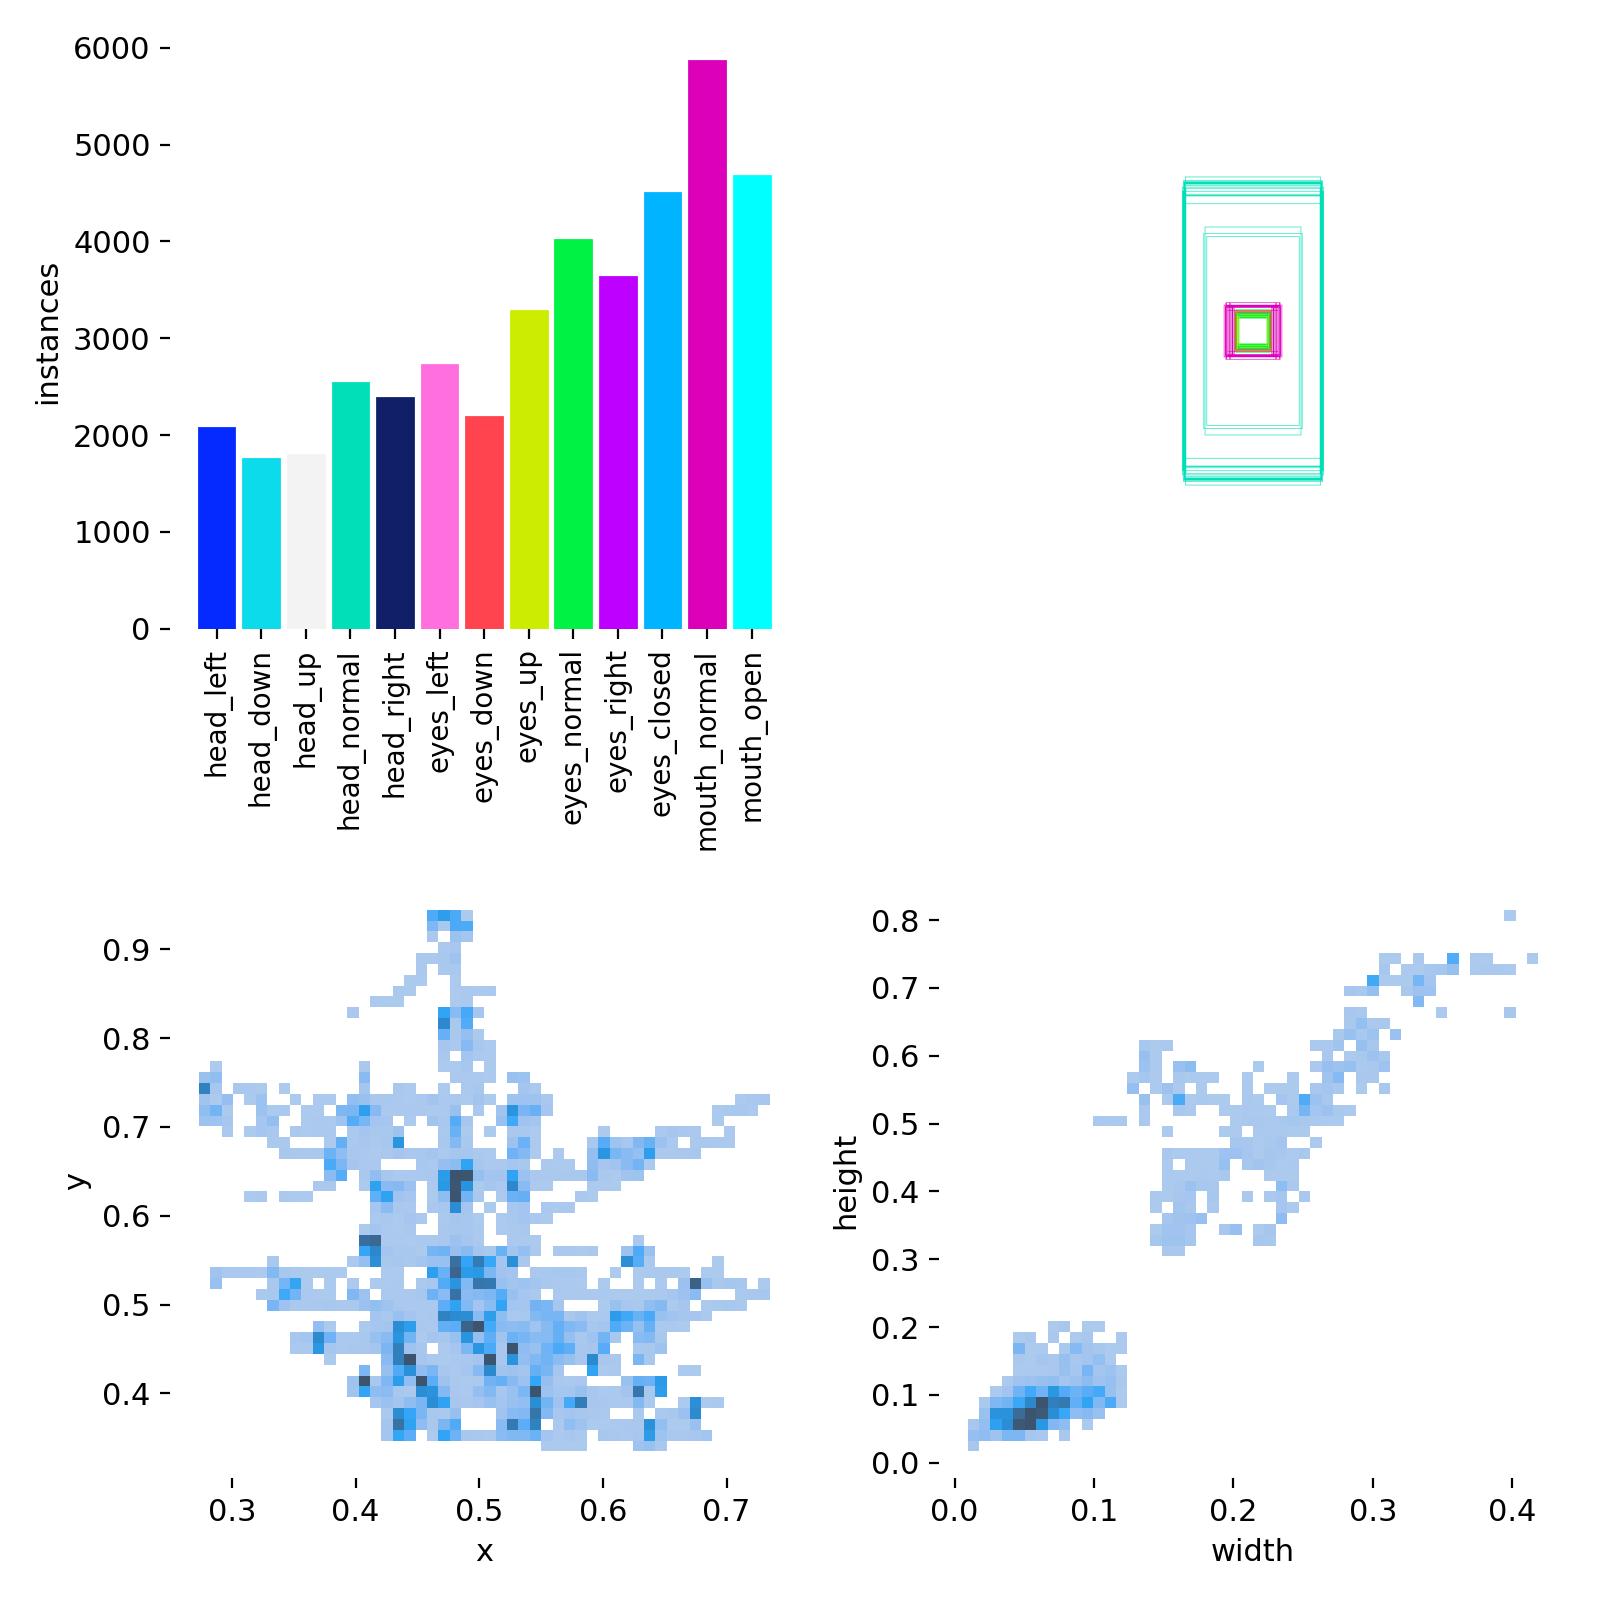 6000
5000
4000
3000
2000
1000
0
instances
head_left
head_down
head_up
head_normal
head_right
eyes_left
eyes_down
eyes_up
eyes_normal
eyes_right
eyes_closed
mouth_normal
mouth_open
0.9
0.8
0.7
0.6
0.5
0.4
y
0.3 0.4 0.5 0.6 0.7
x
0.8
0.7
0.6
0.5
0.4
0.3
0.2
0.1
0.0
height
0.0 0.1 0.2 0.3 0.4
width